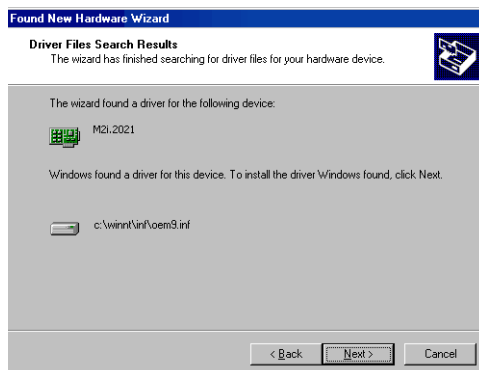 Found New Hardware Wizard
Driver Files Search Results
The wizard has finished searching for driver files for your hardware device.
The wizard found a driver for the following device:
M2i.2021
Windows found a driver for this device. To install the driver Windows found, click Next.
c:\winnt\inf\oem9.inf
< Back Next > Cancel